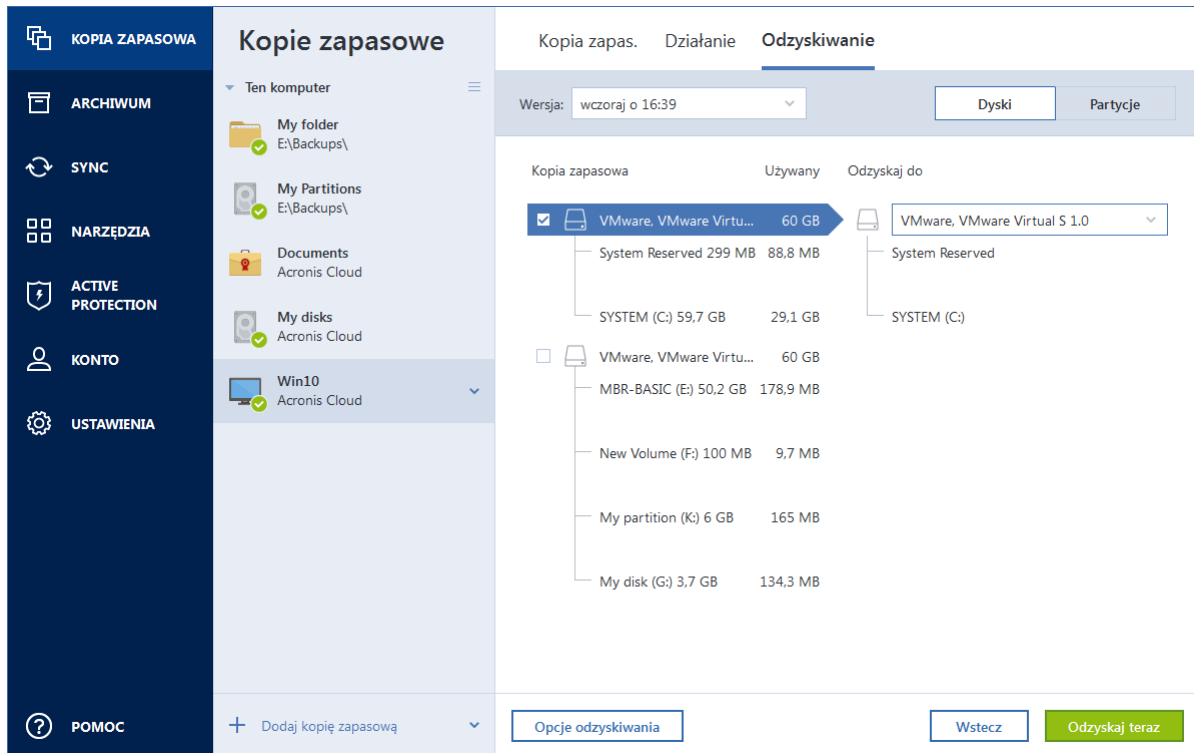 KOPIA ZAPASOWA
ARCHIWUM
SYNC
NARZĘDZIA
ACTIVE
PROTECTION
KONTO
USTAWIENIA
POMOC
Kopie zapasowe
Ten komputer
My folder
E:\Backups\
My Partitions
E:\Backups\
Documents
Acronis Cloud
My disks
Acronis Cloud
Win10
Acronis Cloud
Dodaj kopię zapasową
Kopia zapas. Działanie Odzyskiwanie
Wersja: wczoraj o 16:39 Dyski Partycje
Kopia zapasowa Używany Odzyskaj do
VMware, VMware Virtu... 60 GB VMware, VMware Virtual S 1.0
System Reserved 299 MB 88,8 MB System Reserved
SYSTEM (C:) 59,7 GB 29,1 GB SYSTEM (C:)
VMware, VMware Virtu... 60 GB
MBR-BASIC (E:) 50,2 GB 178,9 MB
New Volume (F:) 100 MB 9,7 MB
My partition (K:) 6 GB 165 MB
My disk (G:) 3,7 GB 134,3 MB
Opcje odzyskiwania Wstecz Odzyskaj teraz